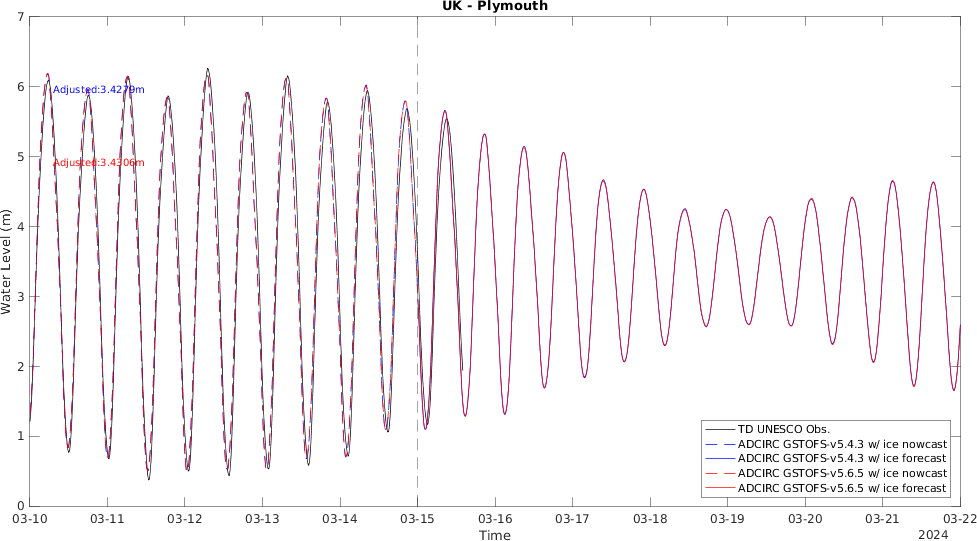 UK - Plymouth
7
6
5
4
3
2
1
0
Water Level (m)
Adjusted:3.4279m
Adjusted:3.4306m
TD UNESCO Obs.
ADCIRC GSTOFS-v5.4.3 w/ ice nowcast
ADCIRC GSTOFS-v5.4.3 w/ ice forecast
ADCIRC GSTOFS-v5.6.5 w/ ice nowcast
ADCIRC GSTOFS-v5.6.5 w/ ice forecast
03-10 03-11 03-12 03-13 03-14 03-15 03-16 03-17 03-18 03-19 03-20 03-21 03-22
Time
2024